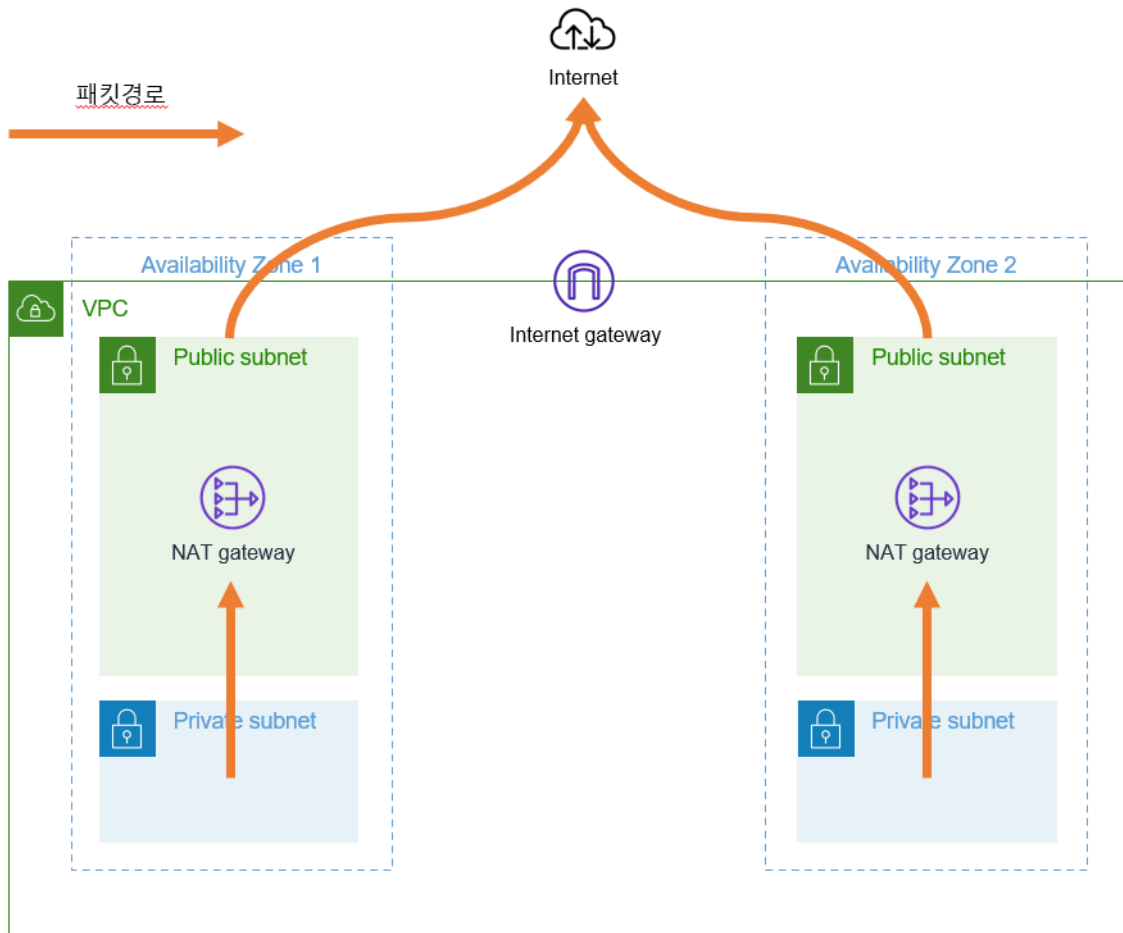 Internet
패킷경로
Availability Zone 1
Availability Zone 2
VPC
Internet gateway
Public subnet
Public subnet
NAT gateway
NAT gateway
Private subnet
Private subnet